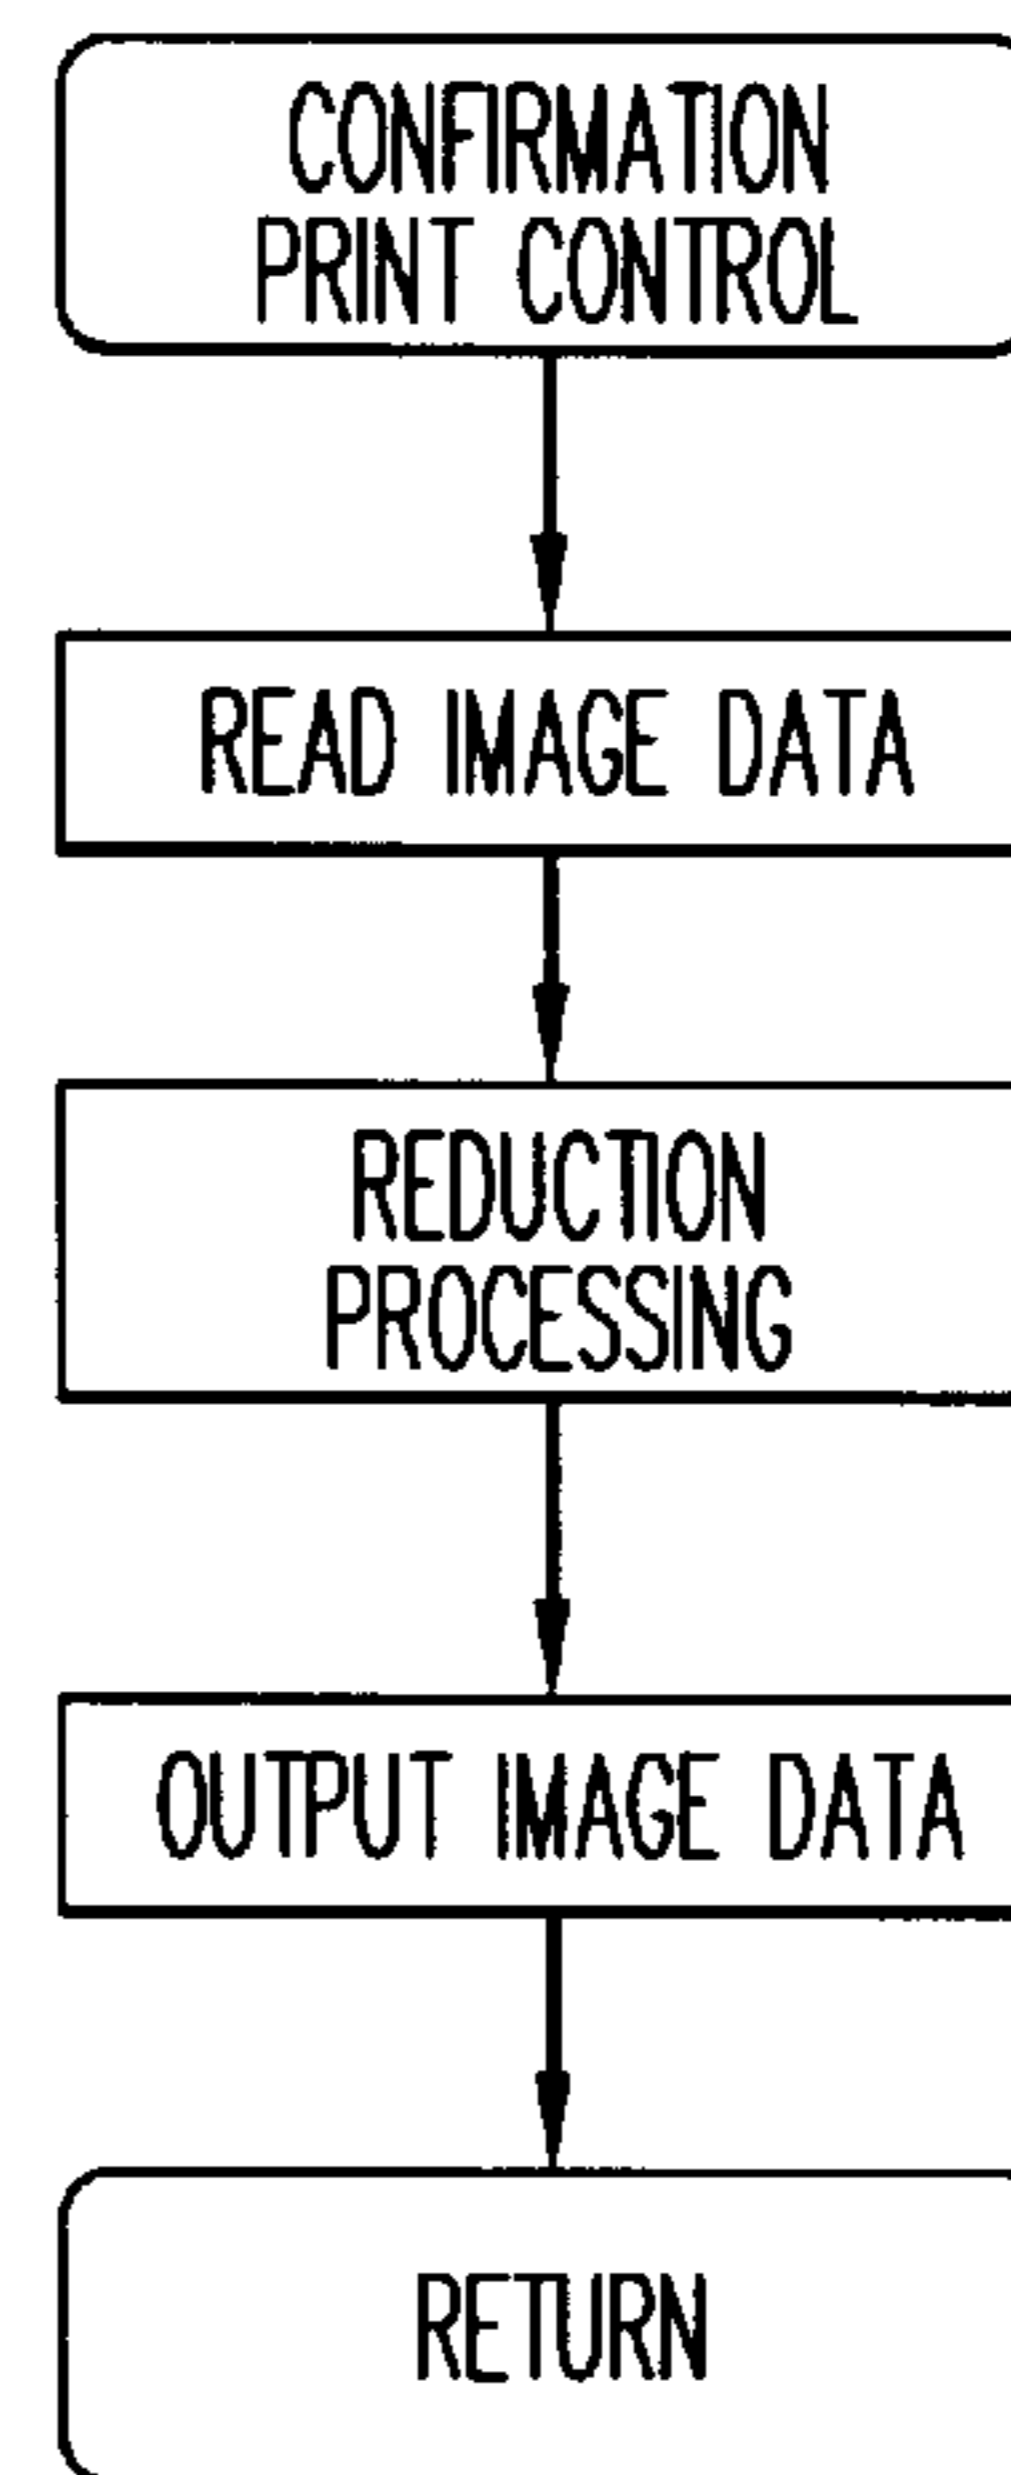 CONFIRMATION
PRINT CONTROL
READ IMAGE DATA
REDUCTION
PROCESSING
OUTPUT IMAGE DATA
RETURN